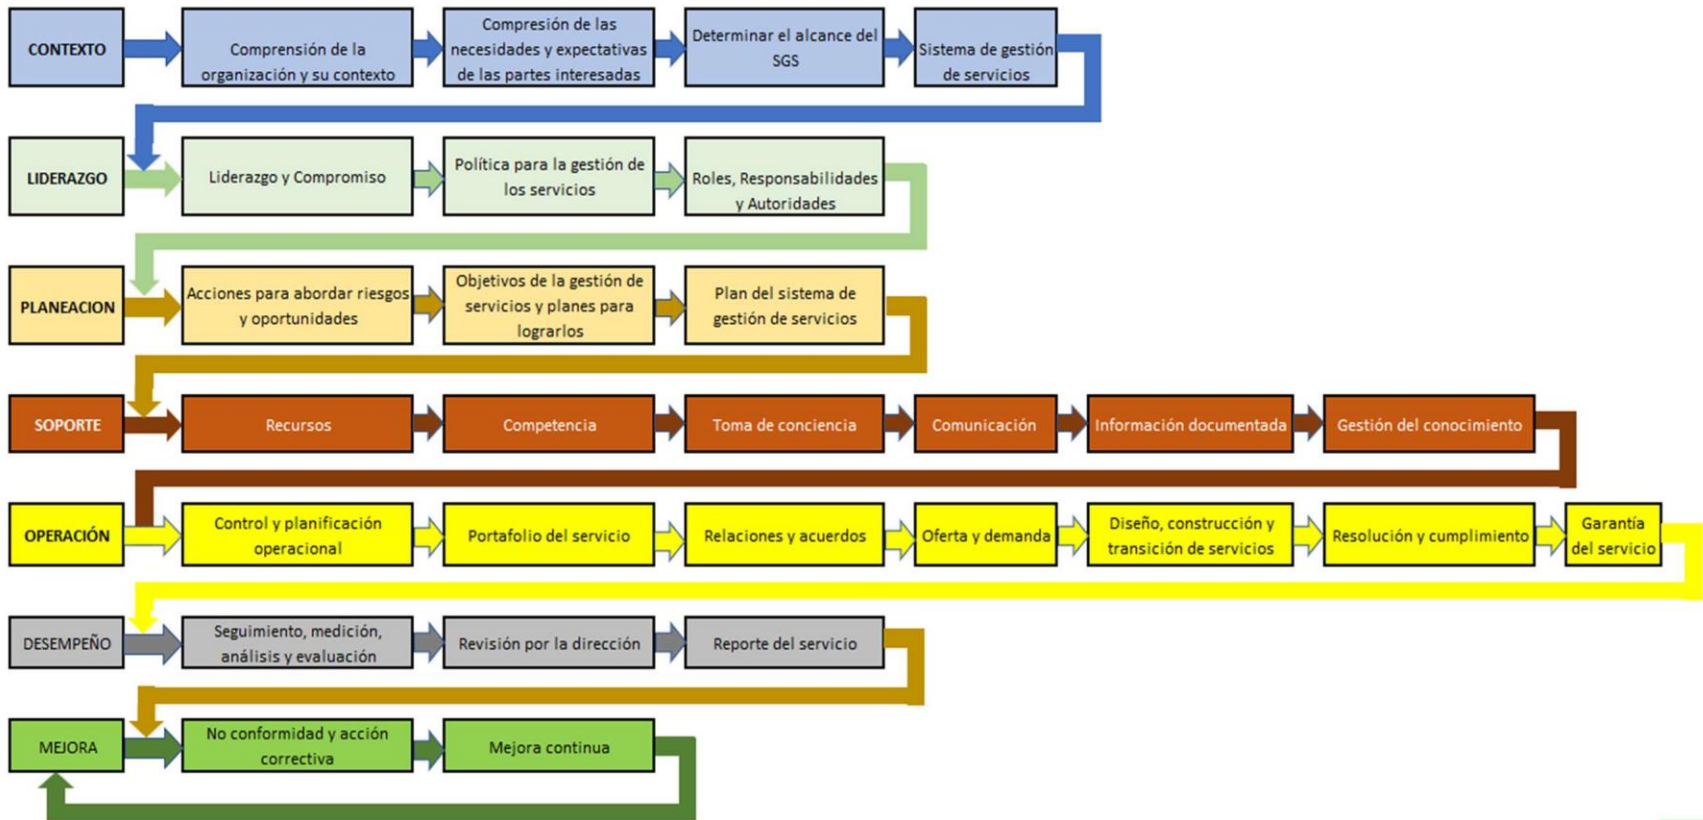 CONTEXTO
Comprensión de la
organización y su contexto
Compresión de las
necesidades y expectativas
de las partes interesadas
Determinar el alcance del
SGS
Sistema de gestión
de servicios
LIDERAZGO
Liderazgo y Compromiso
Política para la gestión de
los servicios
Roles, Responsabilidades
y Autoridades
PLANEACION
Acciones para abordar riesgos
y oportunidades
Objetivos de la gestión de
servicios y planes para
lograrlos
Plan del sistema de
gestión de servicios
SOPORTE
Recursos
Competencia
Toma de conciencia
Comunicación
Información documentada
Gestión del conocimiento
OPERACIÓN
Control y planificación
operacional
Portafolio del servicio
Relaciones y acuerdos
Oferta y demanda
Diseño, construcción y
transición de servicios
Resolución y cumplimiento
Garantía
del servicio
DESEMPEÑO
Seguimiento, medición,
análisis y evaluación
Revisión por la dirección
Reporte del servicio
MEJORA
No conformidad y acción
correctiva
Mejora continua